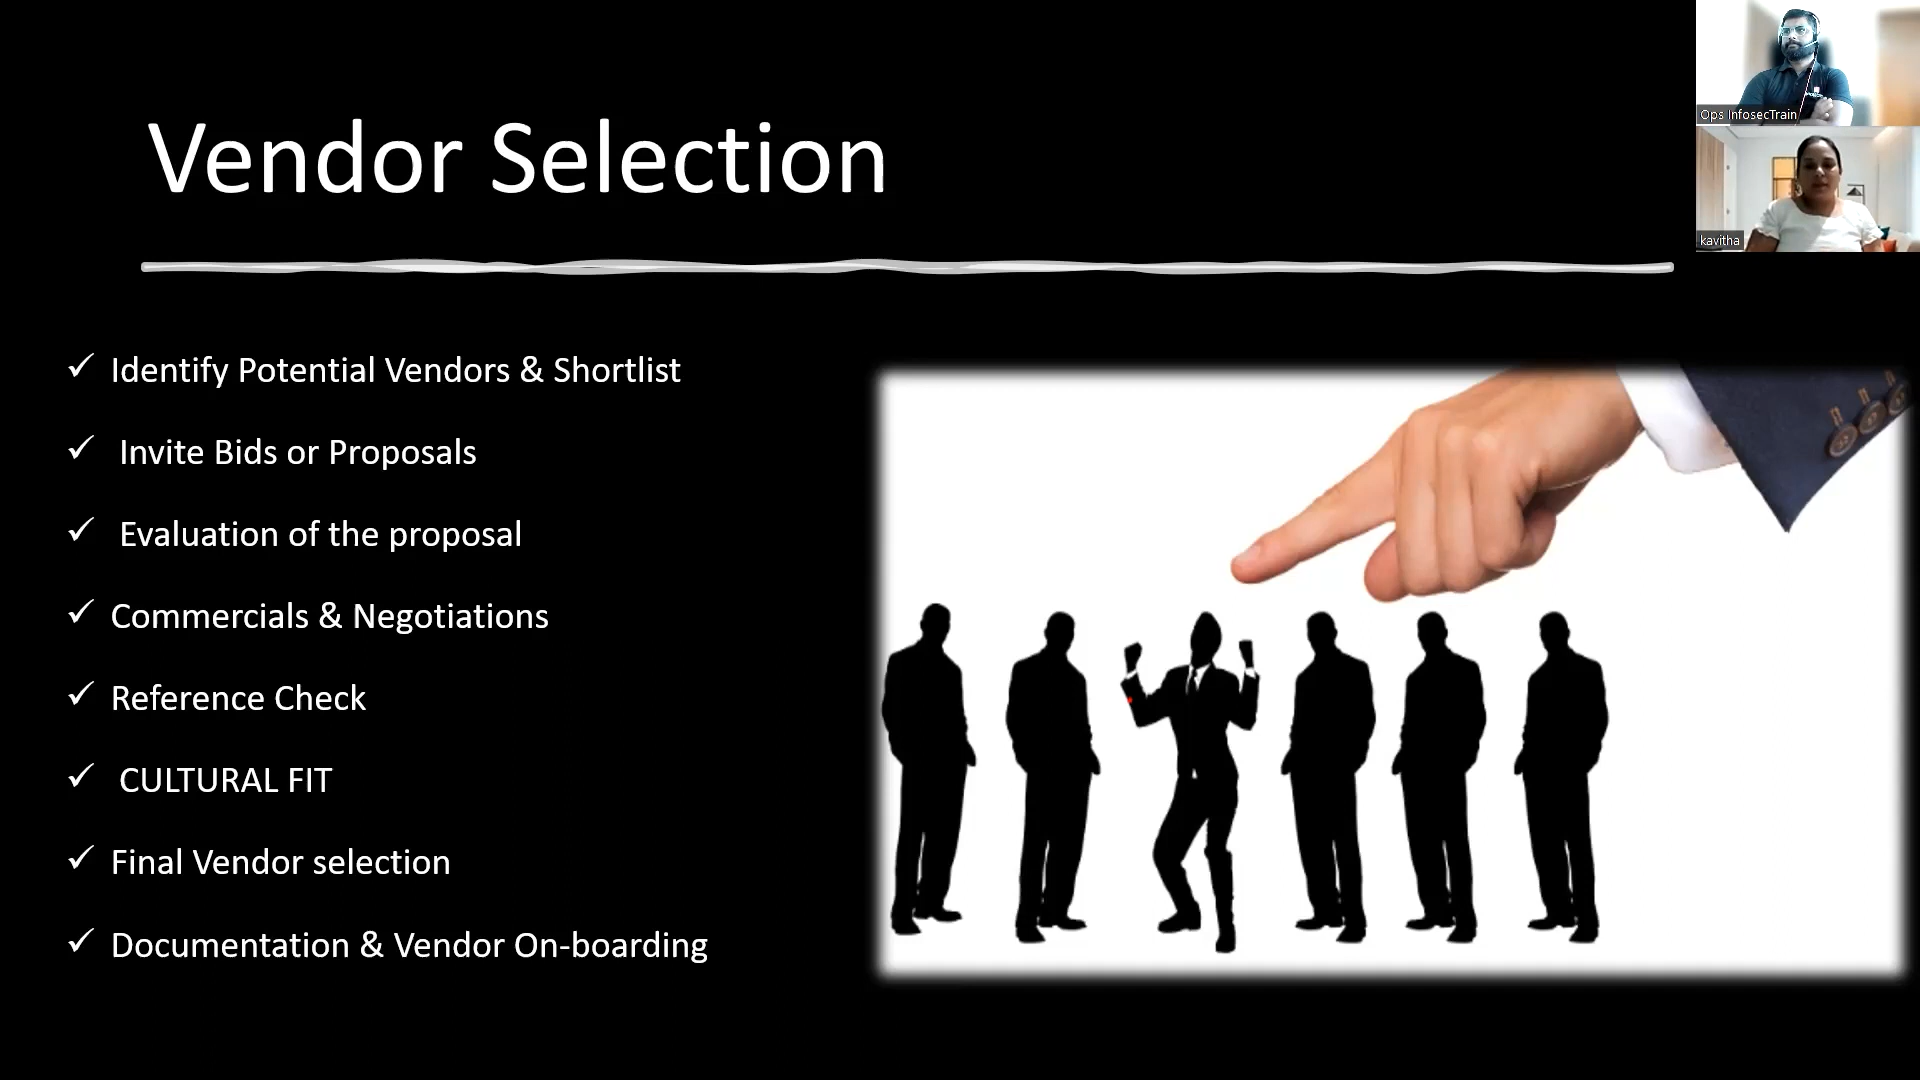 Vendor Selection
Ops InfosecTrain
kavitha
✓ Identify Potential Vendors & Shortlist
✓ Invite Bids or Proposals
✓ Evaluation of the proposal
✓ Commercials & Negotiations
✓ Reference Check
✓ CULTURAL FIT
✓ Final Vendor selection
✓ Documentation & Vendor On-boarding